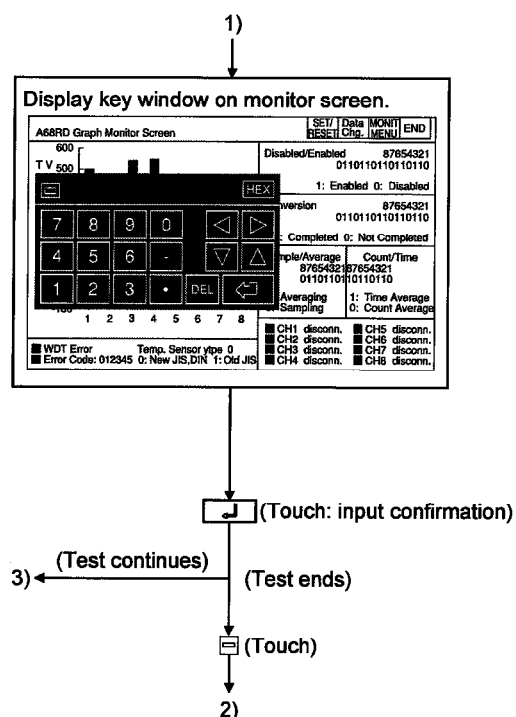 1)
Display key window on monitor screen.
A68RD Graph Monitor Screen
SET/ RESET Data Chg. MONIT MENU END
600
T V 500
Disabled/Enabled 87654321
0110110110110110
1: Enabled 0: Disabled
HEX
version 87654321
0110110110110110
: Completed 0: Not Completed
7 8 9 0
4 5 6 -
1 2 3 • DEL
mple/Average Count/Time
87654321 87654321
0110110110110110
Averaging 1: Time Average
Sampling 0: Count Average
1 2 3 4 5 6 7 8
CH1 disconn. CH5 disconn.
CH2 disconn. CH6 disconn.
CH3 disconn. CH7 disconn.
CH4 disconn. CH8 disconn.
WDT Error Temp. Sensor ytpe 0
Error Code: 012345 0: New JIS,DIN 1: Old JIS
(Touch: input confirmation)
(Test continues)
3)
(Test ends)
(Touch)
2)